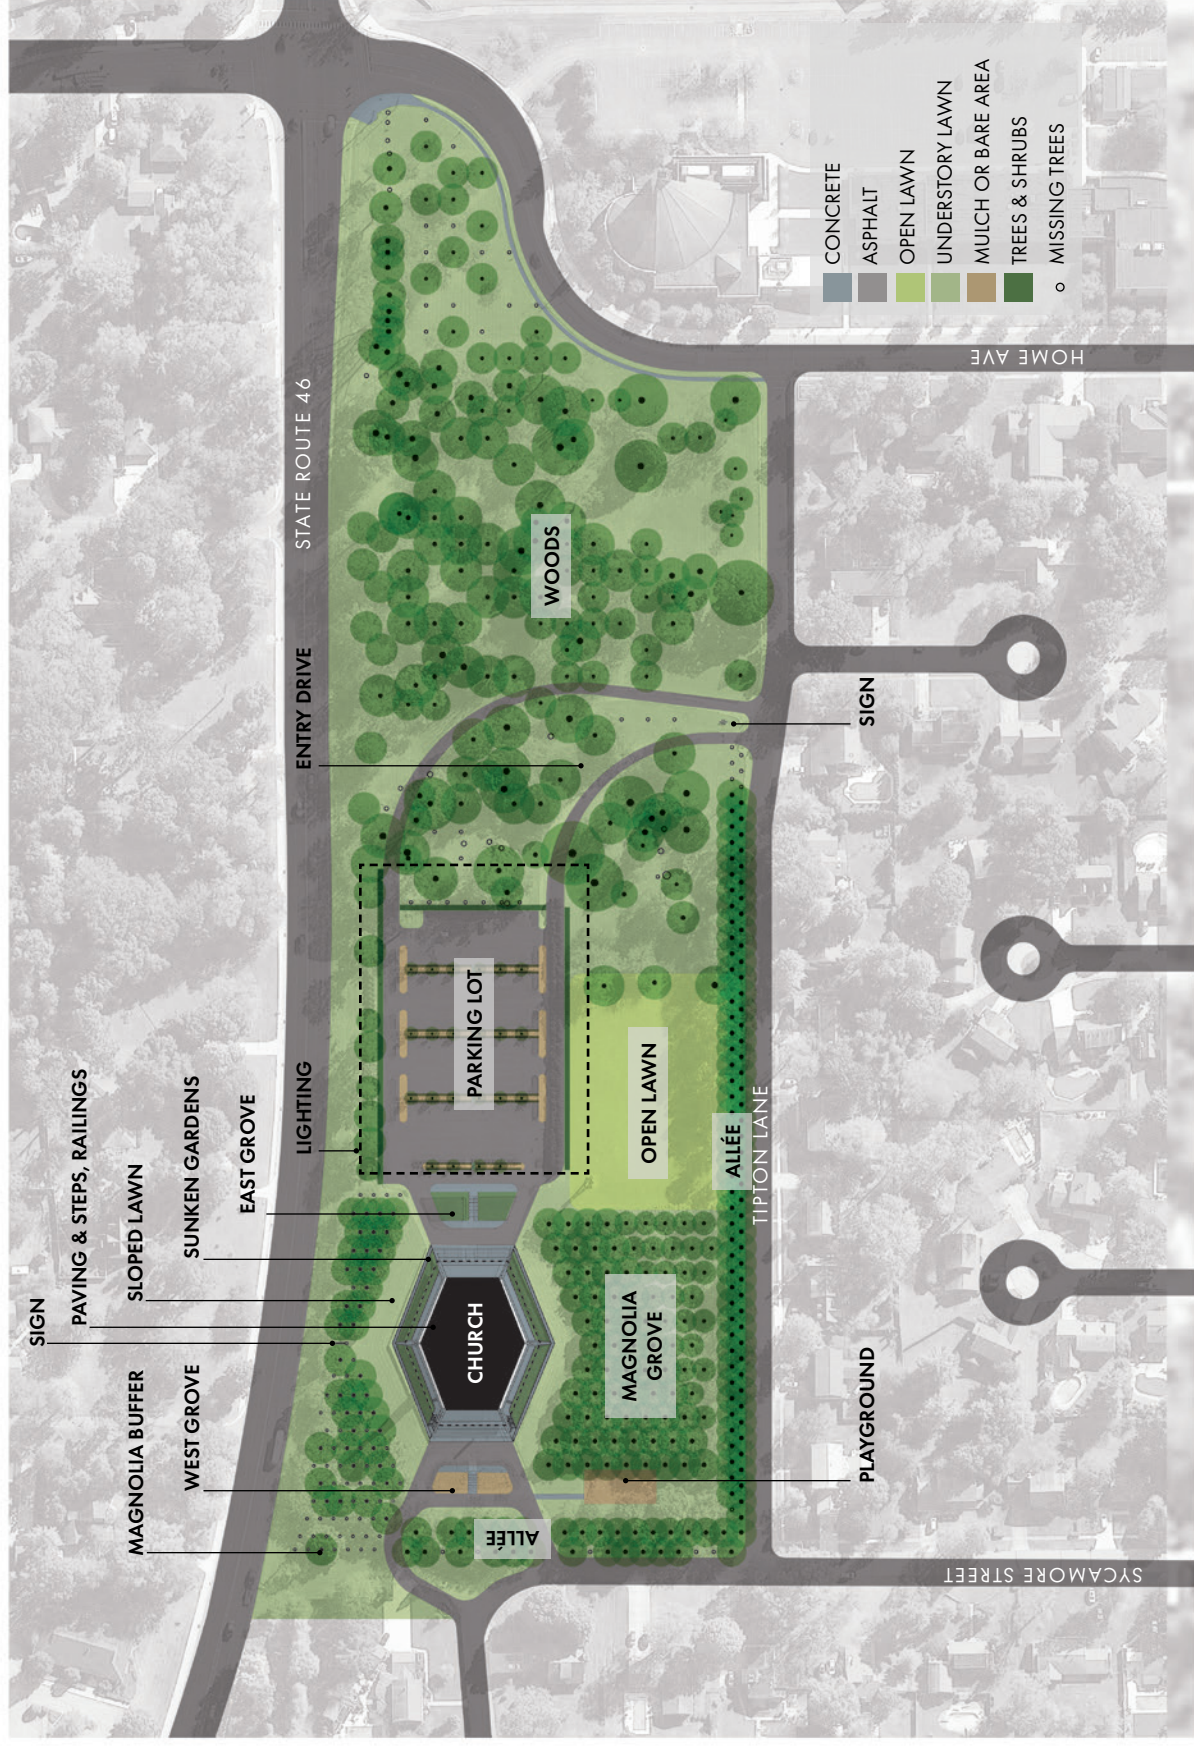 SIGN
PAVING & STEPS, RAILINGS
SLOPED LAWN
SUNKEN GARDENS
EAST GROVE
LIGHTING
MAGNOLIA BUFFER
WEST GROVE
ENTRY DRIVE
STATE ROUTE 46
CHURCH
PARKING LOT
WOODS
ALLÉE
MAGNOLIA
GROVE
OPEN LAWN
ALLÉE
TIPTON LANE
PLAYGROUND
SIGN
SYCAMORE STREET
HOME AVE
CONCRETE
ASPHALT
OPEN LAWN
UNDERSTORY LAWN
MULCH OR BARE AREA
TREES & SHRUBS
MISSING TREES